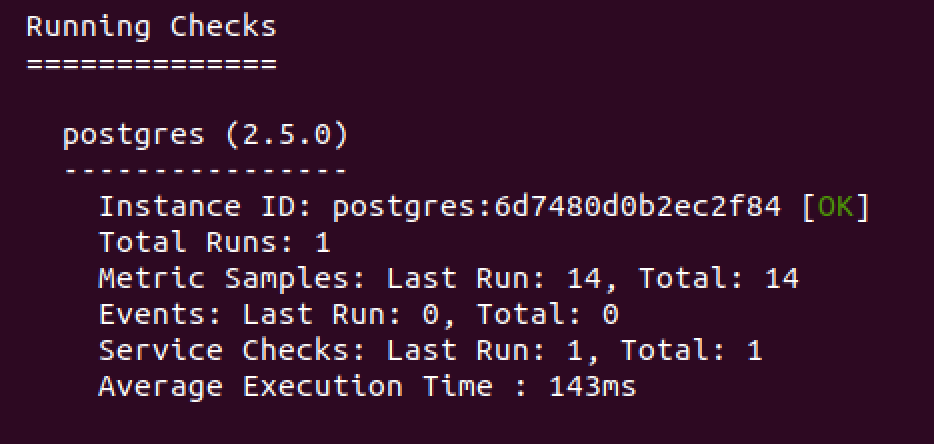 Running Checks
==============
postgres (2.5.0)
----------------
Instance ID: postgres:6d7480d0b2ec2f84 [OK]
Total Runs: 1
Metric Samples: Last Run: 14, Total: 14
Events: Last Run: 0, Total: 0
Service Checks: Last Run: 1, Total: 1
Average Execution Time : 143ms